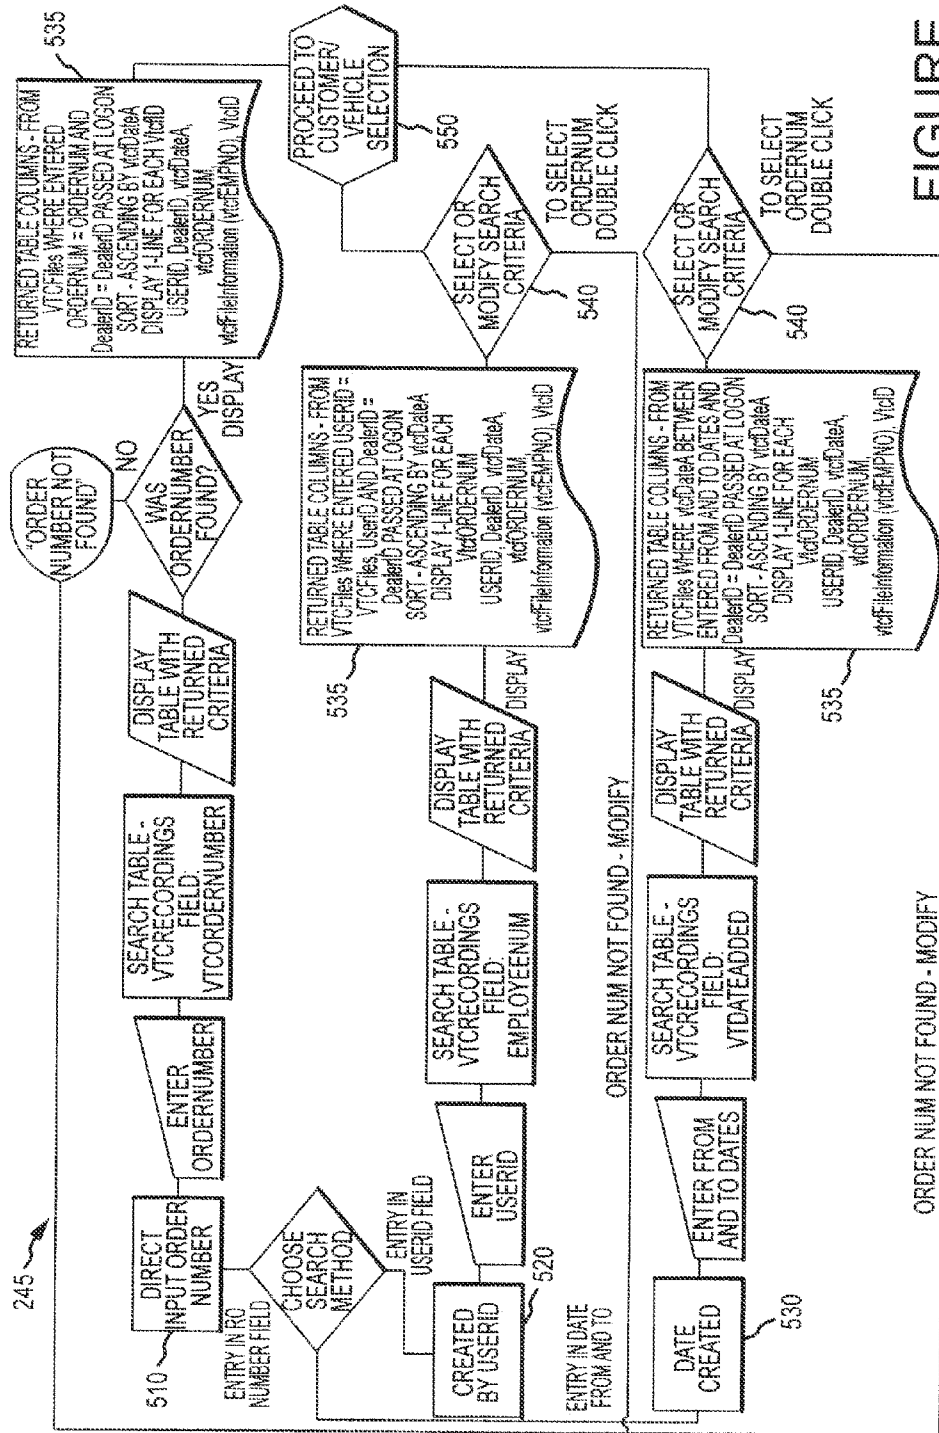 245
"ORDER
NUMBER NOT
FOUND"
NO
510
DIRECT
INPUT ORDER
NUMBER
ENTER
ORDERNUMBER
SEARCH TABLE -
VTCRECORDINGS
FIELD:
VTCORDERNUMBER
DISPLAY
TABLE WITH
RETURNED
CRITERIA
WAS
ORDERNUMBER
FOUND?
YES
DISPLAY
535
RETURNED TABLE COLUMNS - FROM
VTCFiles WHERE ENTERED
ORDERNUM = ORDERNUM AND
DealerID = DealerID PASSED AT LOGON
SORT - ASCENDING BY vtcfDateA
DISPLAY 1-LINE FOR EACH VtcfID
USERID, DealerID, vtcfDateA,
vtcfORDERNUM,
vtcfFileInformation (vtcfEMPNO), VtcID
ENTRY IN RO
NUMBER FIELD
CHOOSE
SEARCH
METHOD
ENTRY IN
USERID FIELD
PROCEED TO
CUSTOMER/
VEHICLE
SELECTION
550
CREATED
BY USERID
520
ENTER
USERID
SEARCH TABLE -
VTCRECORDINGS
FIELD:
EMPLOYEENUM
DISPLAY
TABLE WITH
RETURNED
CRITERIA
DISPLAY
535
RETURNED TABLE COLUMNS - FROM
VTCFiles WHERE ENTERED USERID =
VTCFiles, UserID AND DealerID =
DealerID PASSED AT LOGON
SORT - ASCENDING BY vtcfDateA
DISPLAY 1-LINE FOR EACH
VtcfORDERNUM
USERID, DealerID, vtcfDateA,
vtcfORDERNUM,
vtcfFileInformation (vtcfEMPNO), VtcID
SELECT OR
MODIFY SEARCH
CRITERIA
540
TO SELECT
ORDERNUM
DOUBLE CLICK
ENTRY IN DATE
FROM AND TO
ORDER NUM NOT FOUND - MODIFY
DATE
CREATED
530
ENTER FROM
AND TO DATES
SEARCH TABLE -
VTCRECORDINGS
FIELD:
VTDATEADDED
DISPLAY
TABLE WITH
RETURNED
CRITERIA
DISPLAY
535
RETURNED TABLE COLUMNS - FROM
VTCFiles WHERE vtcfDateA BETWEEN
ENTERED FROM AND TO DATES AND
DealerID = DealerID PASSED AT LOGON
SORT - ASCENDING BY vtcfDateA
DISPLAY 1-LINE FOR EACH
VtcfORDERNUM
USERID, DealerID, vtcfDateA,
vtcfORDERNUM,
vtcfFileInformation (vtcfEMPNO), VtcID
SELECT OR
MODIFY SEARCH
CRITERIA
540
TO SELECT
ORDERNUM
DOUBLE CLICK
ORDER NUM NOT FOUND - MODIFY
FIGURE